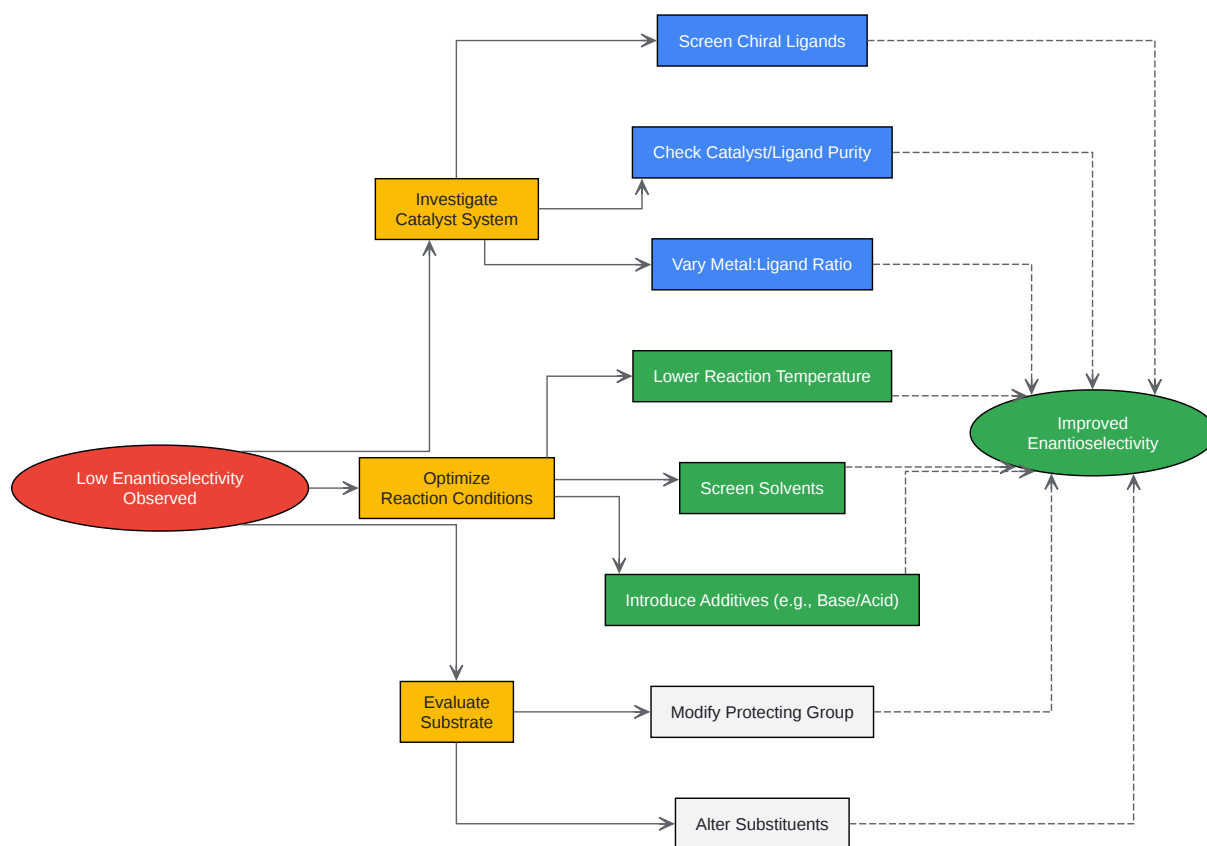 Screen Chiral Ligands
Check Catalyst/Ligand Purity
Investigate
Catalyst System
Vary Metal:Ligand Ratio
Lower Reaction Temperature
Improved
Enantioselectivity
Low Enantioselectivity
Observed
Optimize
Reaction Conditions
Screen Solvents
Introduce Additives (e.g., Base/Acid)
Evaluate
Substrate
Modify Protecting Group
Alter Substituents